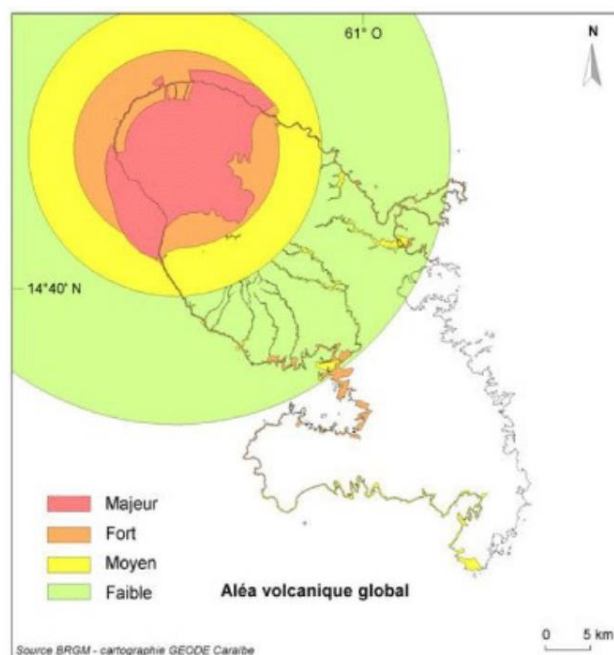 61° O
N
14°40' N
Majeur
Fort
Moyen
Faible
Aléa volcanique global
0 5 km
Source BRGM - cartographie GEODE Caraïbe